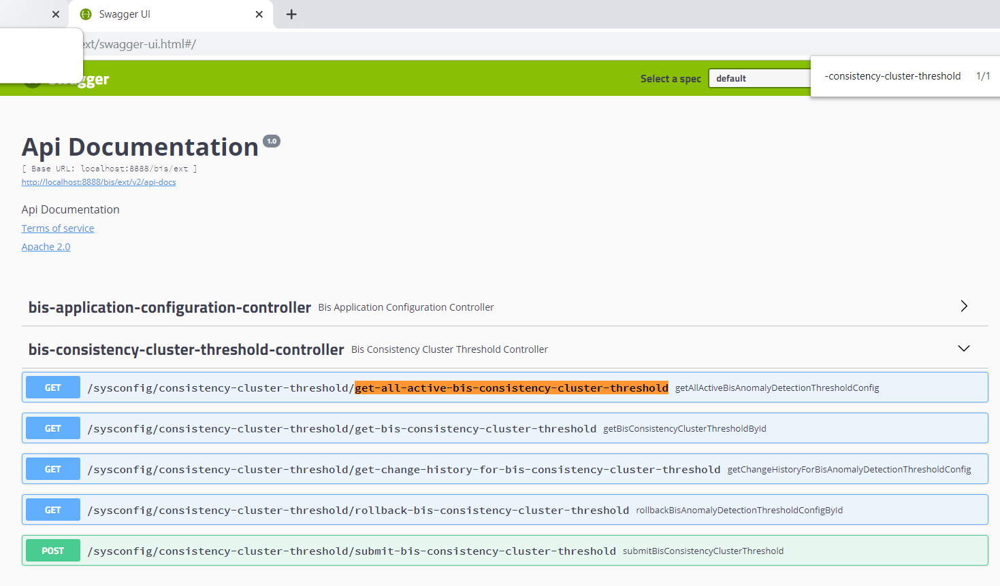 Swagger UI
ext/swagger-ui.html#/
Select a spec
default
-consistency-cluster-threshold 1/1
Api Documentation 1.0
[ Base URL: localhost:8888/bis/ext ]
http://localhost:8888/bis/ext/v2/api-docs
Api Documentation
Terms of service
Apache 2.0
bis-application-configuration-controller Bis Application Configuration Controller
bis-consistency-cluster-threshold-controller Bis Consistency Cluster Threshold Controller
GET /sysconfig/consistency-cluster-threshold/get-all-active-bis-consistency-cluster-threshold getAllActiveBisAnomalyDetectionThresholdConfig
GET /sysconfig/consistency-cluster-threshold/get-bis-consistency-cluster-threshold getBisConsistencyClusterThresholdById
GET /sysconfig/consistency-cluster-threshold/get-change-history-for-bis-consistency-cluster-threshold getChangeHistoryForBisAnomalyDetectionThresholdConfig
GET /sysconfig/consistency-cluster-threshold/rollback-bis-consistency-cluster-threshold rollbackBisAnomalyDetectionThresholdConfigById
POST /sysconfig/consistency-cluster-threshold/submit-bis-consistency-cluster-threshold submitBisConsistencyClusterThreshold